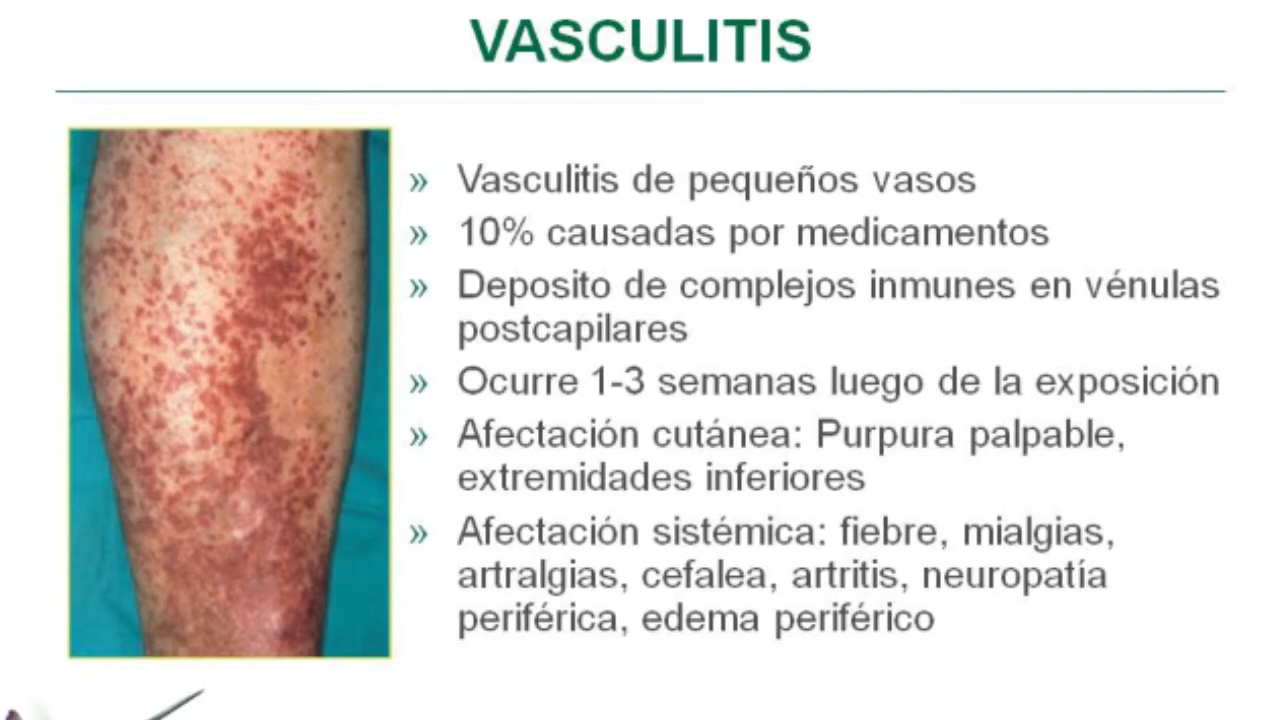 VASCULITIS
» Vasculitis de pequeños vasos
» 10% causadas por medicamentos
» Deposito de complejos inmunes en vénulas
postcapilares
» Ocurre 1-3 semanas luego de la exposición
» Afectación cutánea: Purpura palpable,
extremidades inferiores
» Afectación sistémica: fiebre, mialgias,
artralgias, cefalea, artritis, neuropatía
periférica, edema periférico